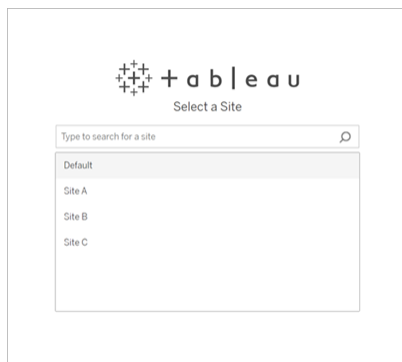 + a b | e a u
Select a Site
Type to search for a site
Default
Site A
Site B
Site C